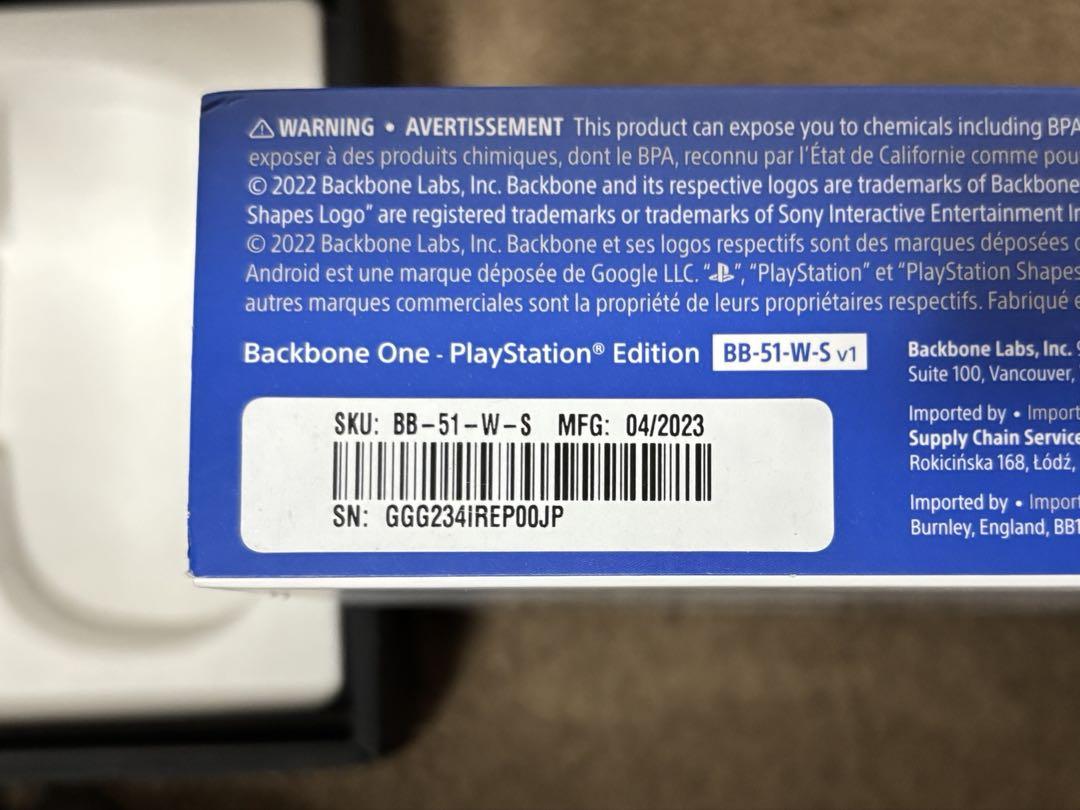 ⚠ WARNING • AVERTISSEMENT This product can expose you to chemicals including BPA
exposer à des produits chimiques, dont le BPA, reconnu par l'État de Californie comme
© 2022 Backbone Labs, Inc. Backbone and its respective logos are trademarks of Backbone
Shapes Logo" are registered trademarks or trademarks of Sony Interactive Entertainment
© 2022 Backbone Labs, Inc. Backbone et ses logos respectifs sont des marques déposées
Android est une marque déposée de Google LLC. "", "PlayStation" et "PlayStation Shapes
autres marques commerciales sont la propriété de leurs propriétaires respectifs. Fabriqué
Backbone One - PlayStation® Edition BB-51-W-S v1
SKU: BB-51-W-S MFG: 04/2023
SN: GGG234IREP00JP
Backbone Labs, Inc.
Suite 100, Vancouver,
Imported by •
Supply Chain
Rokicińska 168, Łódź,
Imported by •
Burnley, England,